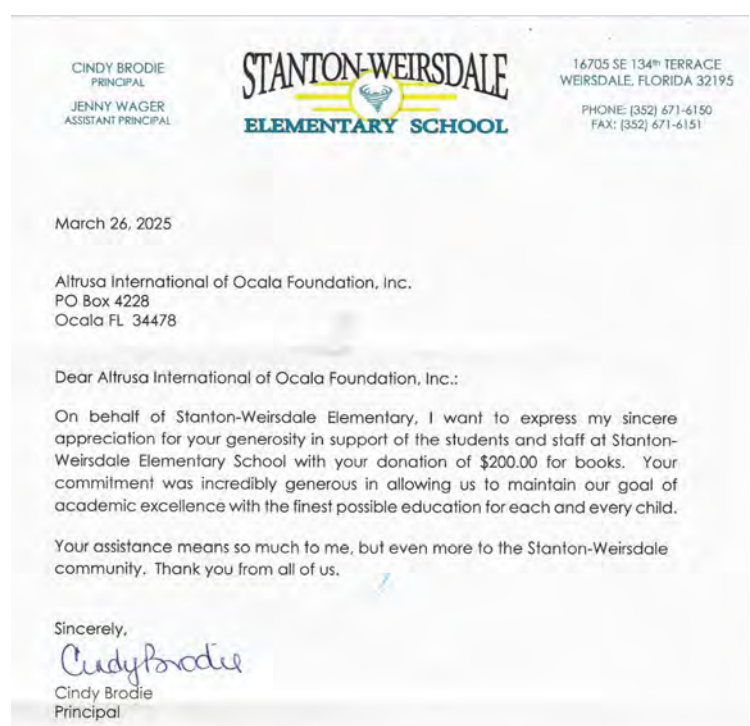 CINDY BRODIE
PRINCIPAL
JENNY WAGER
ASSISTANT PRINCIPAL
STANTON-WEIRSDALE
ELEMENTARY SCHOOL
16705 SE 134th TERRACE
WEIRSDALE, FLORIDA 32195
PHONE: (352) 671-6150
FAX: (352) 671-6151
March 26, 2025
Altrusa International of Ocala Foundation, Inc.
PO Box 4228
Ocala FL 34478
Dear Altrusa International of Ocala Foundation, Inc.:
On behalf of Stanton-Weirsdale Elementary, I want to express my sincere
appreciation for your generosity in support of the students and staff at Stanton-
Weirsdale Elementary School with your donation of $200.00 for books. Your
commitment was incredibly generous in allowing us to maintain our goal of
academic excellence with the finest possible education for each and every child.
Your assistance means so much to me, but even more to the Stanton-Weirsdale
community. Thank you from all of us.
Sincerely,
Cindy Brodie
Cindy Brodie
Principal